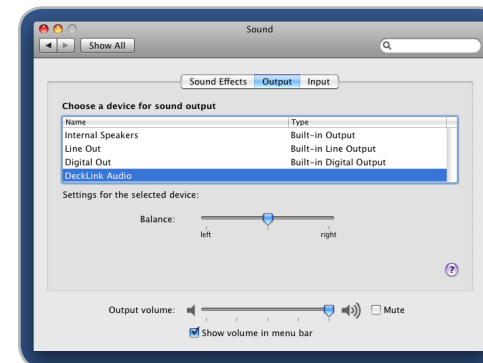 Sound
Show All
Sound Effects Output Input
Choose a device for sound output
Name Type
Internal Speakers Built-in Output
Line Out Built-in Line Output
Digital Out Built-in Digital Output
DeckLink Audio
Settings for the selected device:
Balance:
left right
?
Output volume: Mute
Show volume in menu bar